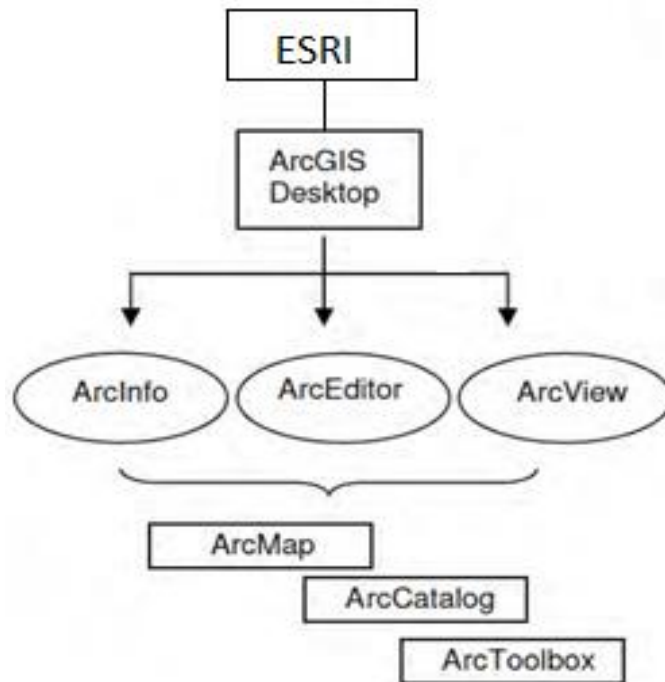 ESRI
ArcGIS
Desktop
ArcInfo
ArcEditor
ArcView
ArcMap
ArcCatalog
ArcToolbox